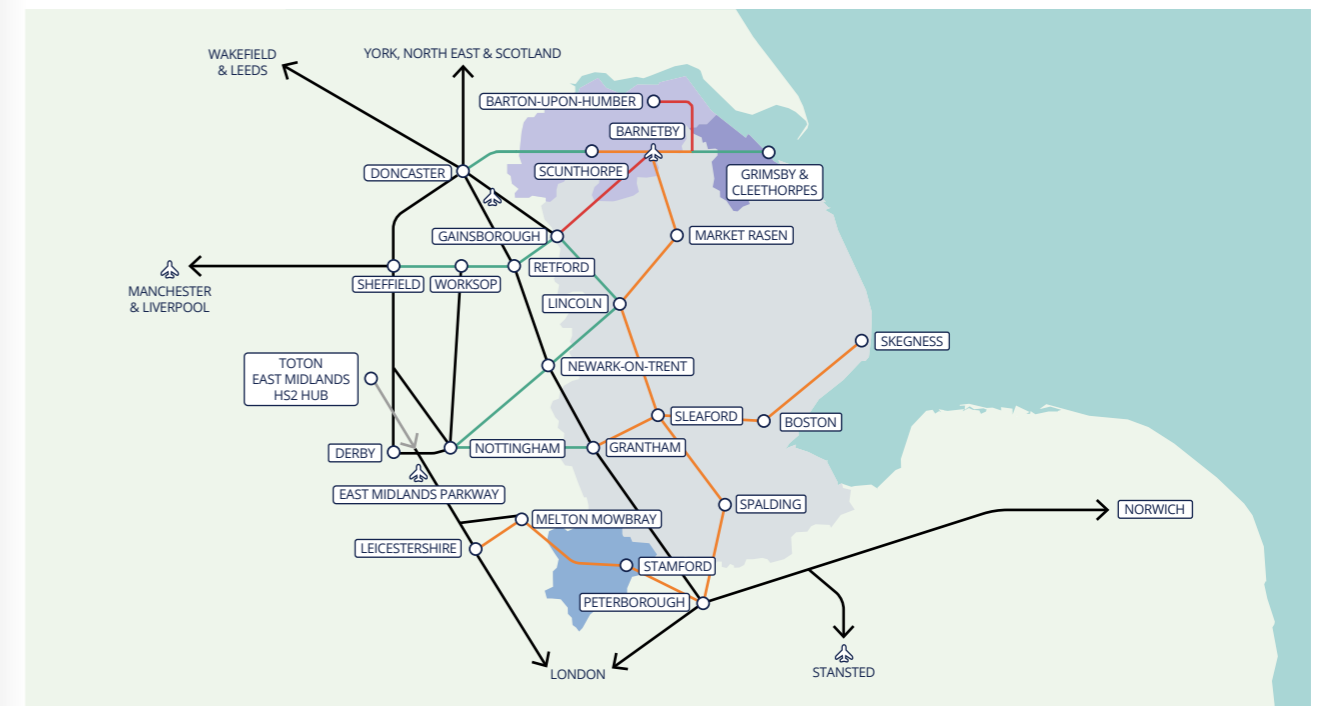 WAKEFIELD
& LEEDS
YORK, NORTH EAST & SCOTLAND
BARTON-UPON-HUMBER
BARNETBY
DONCASTER
SCUNTHORPE
GRIMSBY &
CLEETHORPES
GAINSBOROUGH
MARKET RASEN
RETFORD
SHEFFIELD
WORKSOP
MANCHESTER
& LIVERPOOL
LINCOLN
SKEGNESS
TOTON
EAST MIDLANDS
HS2 HUB
NEWARK-ON-TRENT
SLEAFORD
BOSTON
DERBY
NOTTINGHAM
GRANTHAM
EAST MIDLANDS PARKWAY
SPALDING
NORWICH
MELTON MOWBRAY
LEICESTERSHIRE
STAMFORD
PETERBOROUGH
LONDON
STANSTED